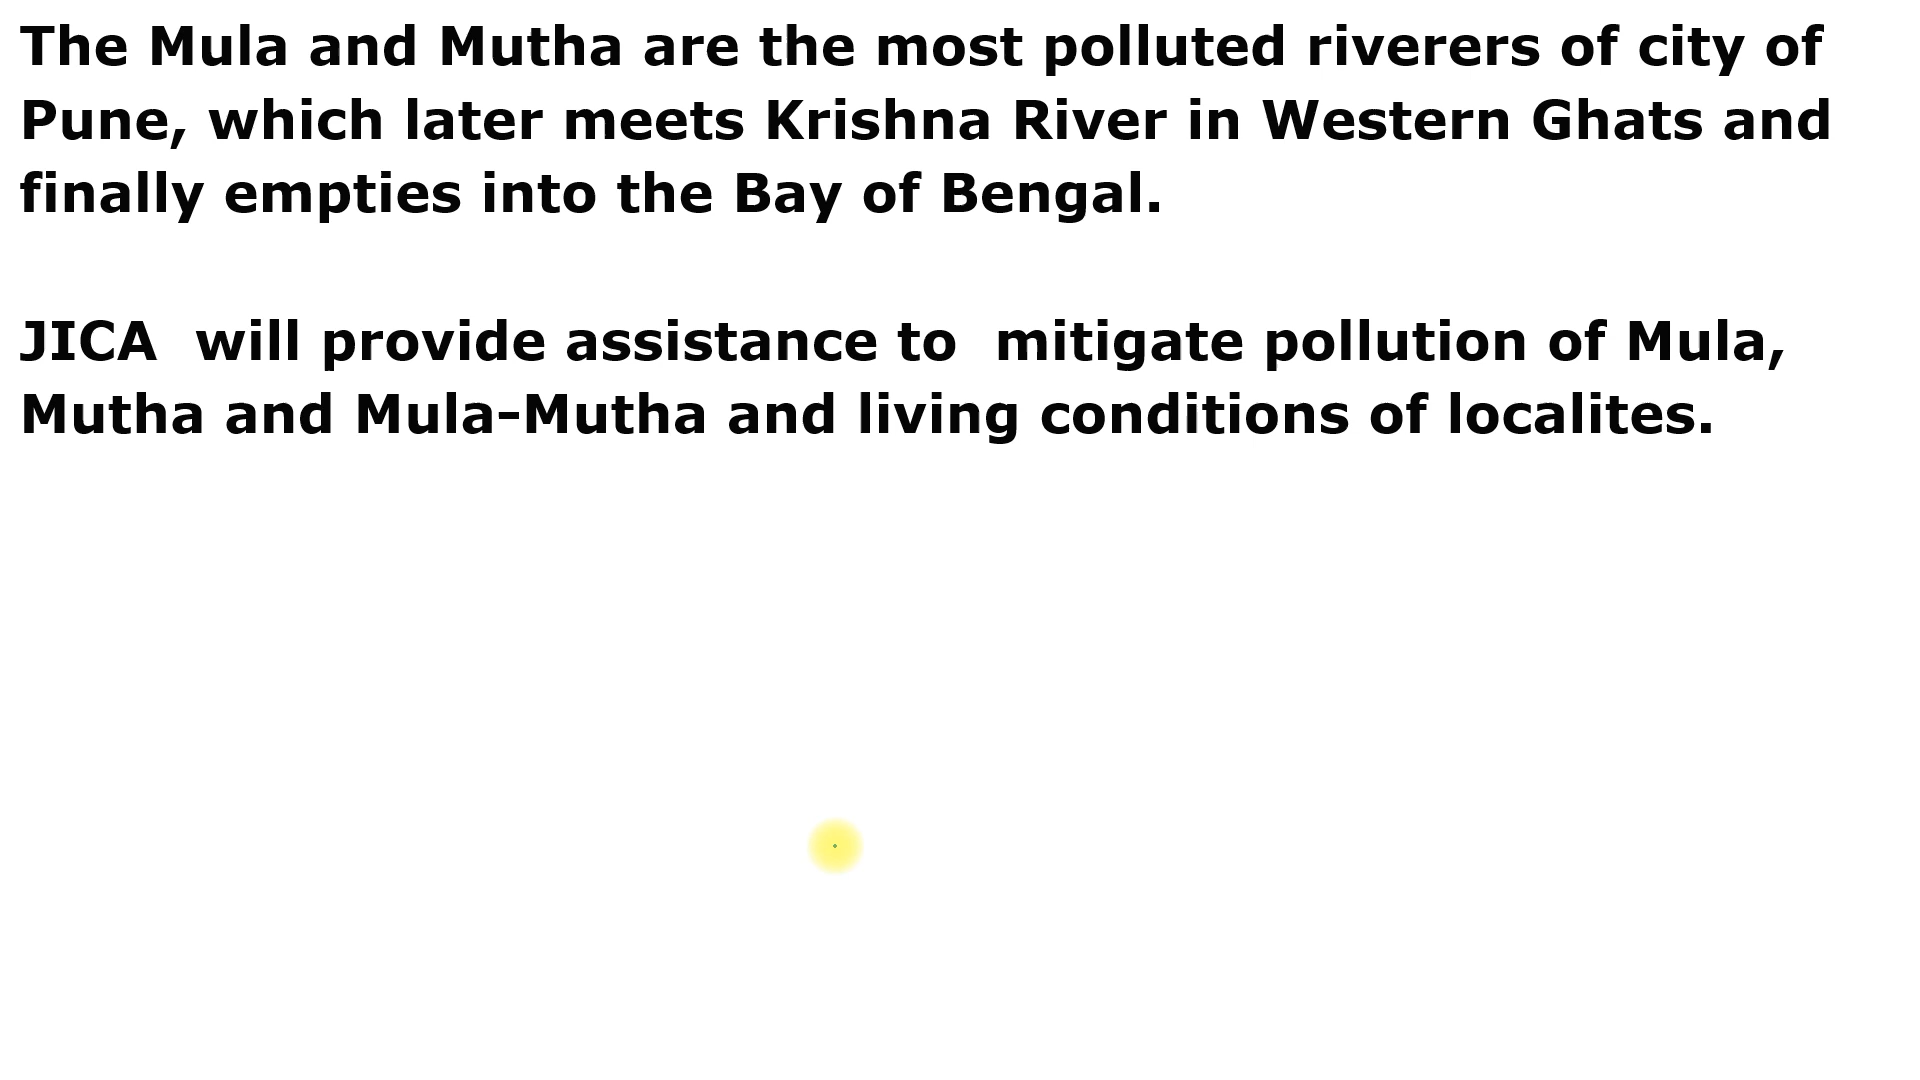 The Mula and Mutha are the most polluted riverers of city of
Pune, which later meets Krishna River in Western Ghats and
finally empties into the Bay of Bengal.
JICA  will provide assistance to  mitigate pollution of Mula,
Mutha and Mula-Mutha and living conditions of localites.